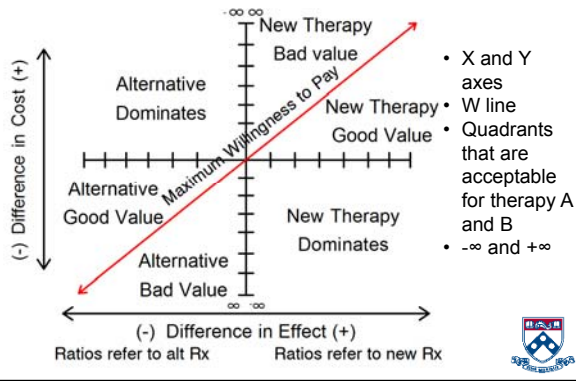 -∞ ∞
New Therapy
Bad value
Alternative
Dominates
Maximum Willingness to Pay
New Therapy
Good Value
(-) Difference in Cost (+)
Alternative
Good Value
New Therapy
Dominates
Alternative
Bad Value
∞ -∞
(-) Difference in Effect (+)
Ratios refer to alt Rx
Ratios refer to new Rx
• X and Y
axes
• W line
• Quadrants
that are
acceptable
for therapy A
and B
• -∞ and +∞